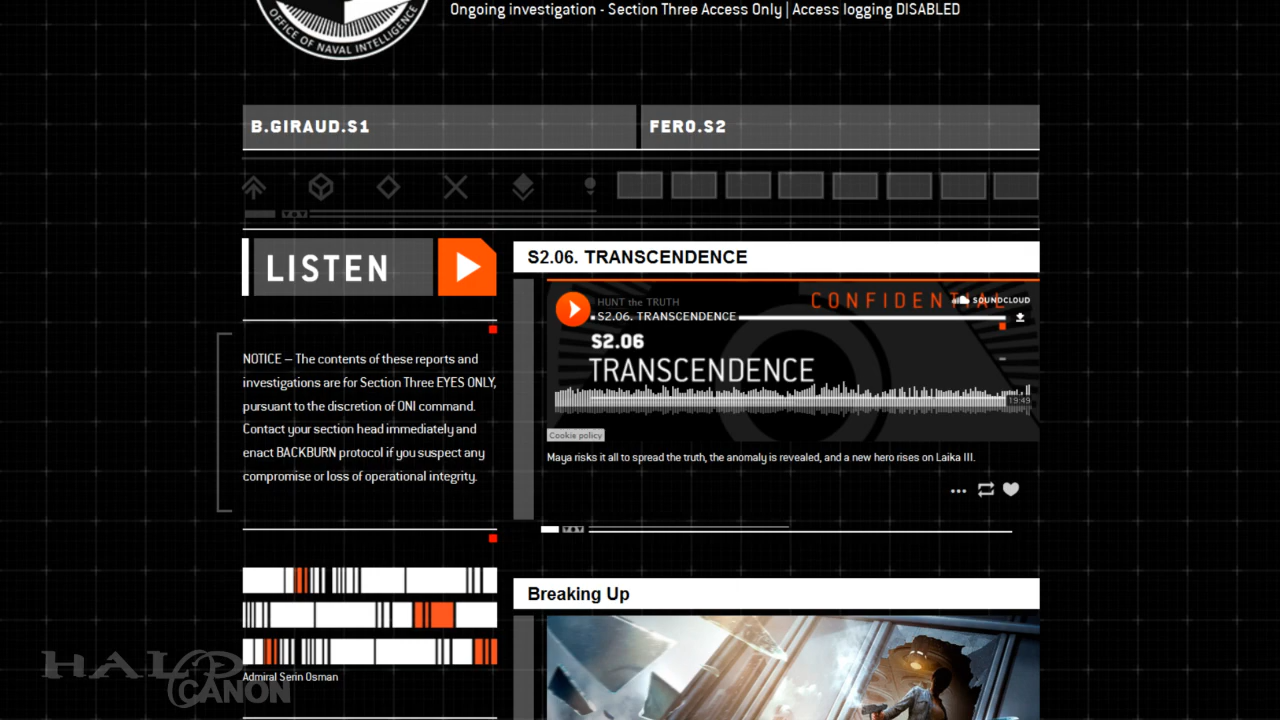 Ongoing investigation - Section Three Access Only | Access logging DISABLED
OFFICE OF NAVAL INTELLIGENCE
B.GIRAUD.S1
FERO.S2
LISTEN
NOTICE – The contents of these reports and
investigations are for Section Three EYES ONLY,
pursuant to the discretion of ONI command.
Contact your section head immediately and
enact BACKBURN protocol if you suspect any
compromise or loss of operational integrity.
Admiral Serin Osman
S2.06. TRANSCENDENCE
CONFIDENTIAL
SOUNDCLOUD
HUNT the TRUTH
S2.06. TRANSCENDENCE
S2.06
TRANSCENDENCE
19:49
Cookie policy
Maya risks it all to spread the truth, the anomaly is revealed, and a new hero rises on Laika III.
Breaking Up
HALO
CANON